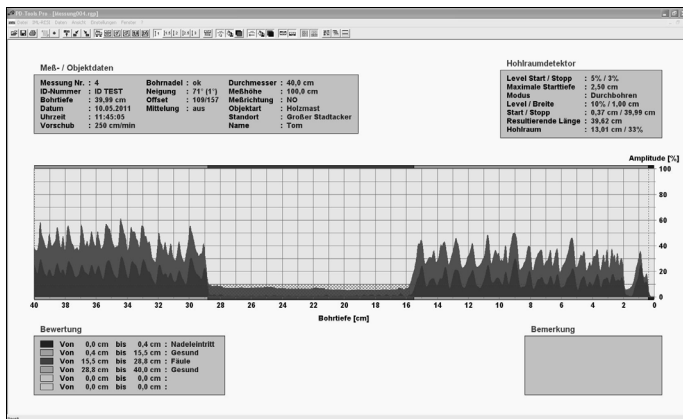 PD-Tools Pro - [Messung004.rgp]
Datei Ansicht Einstellungen Fenster ?
Meß- / Objektdaten
Messung Nr. : 4 Bohrnadel : ok Durchmesser : 40,0 cm
ID-Nummer : ID TEST Neigung : 71° (1°) Meßhöhe : 100,0 cm
Bohrtiefe : 39,99 cm Offset : 109/157 Meßrichtung : NO
Datum : 10.05.2011 Mittelung : aus Objektart : Holzmast
Uhrzeit : 11:45:05 Standort : Großer Stadtacker
Vorschub : 250 cm/min Name : Tom
Hohlraumdetektor
Level Start / Stopp : 5% / 3%
Maximale Starttiefe : 2,50 cm
Modus : Durchbohren
Level / Breite : 10% / 1,00 cm
Start / Stopp : 0,37 cm / 39,99 cm
Resultierende Länge : 39,62 cm
Hohlraum : 13,01 cm / 33%
Amplitude [%]
100
80
60
40
20
0
40 38 36 34 32 30 28 26 24 22 20 18 16 14 12 10 8 6 4 2 0
Bohrtiefe [cm]
Bewertung
Von 0,0 cm bis 0,4 cm : Nadeleintritt
Von 0,4 cm bis 15,5 cm : Gesund
Von 15,5 cm bis 28,8 cm : Fäule
Von 28,8 cm bis 40,0 cm : Gesund
Von 0,0 cm bis 0,0 cm :
Von 0,0 cm bis 0,0 cm :
Bemerkung